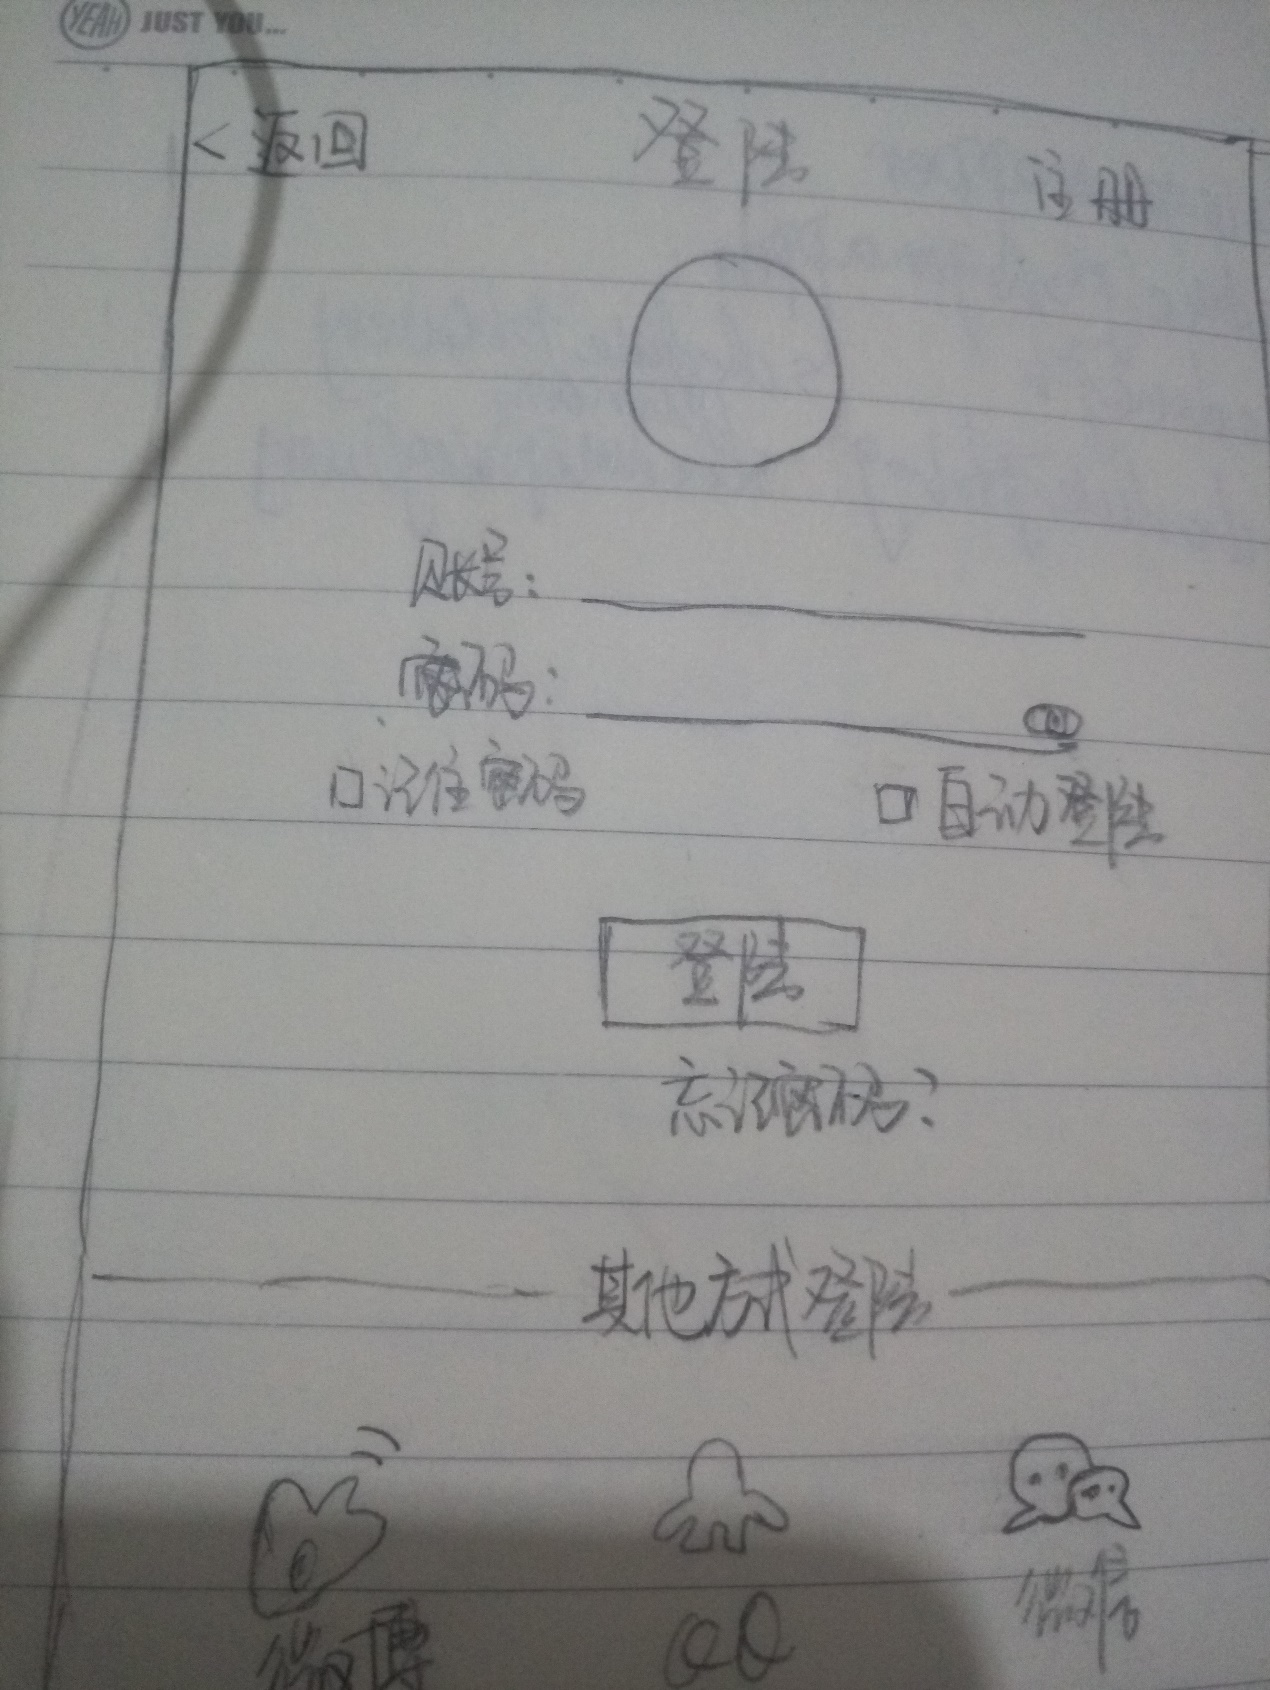 YEAH JUST YOU...
< 返回 登陆 注册
账号：
密码：
口记住密码 口自动登陆
登陆
忘记密码？
其他方式登陆
微博 QQ 微信